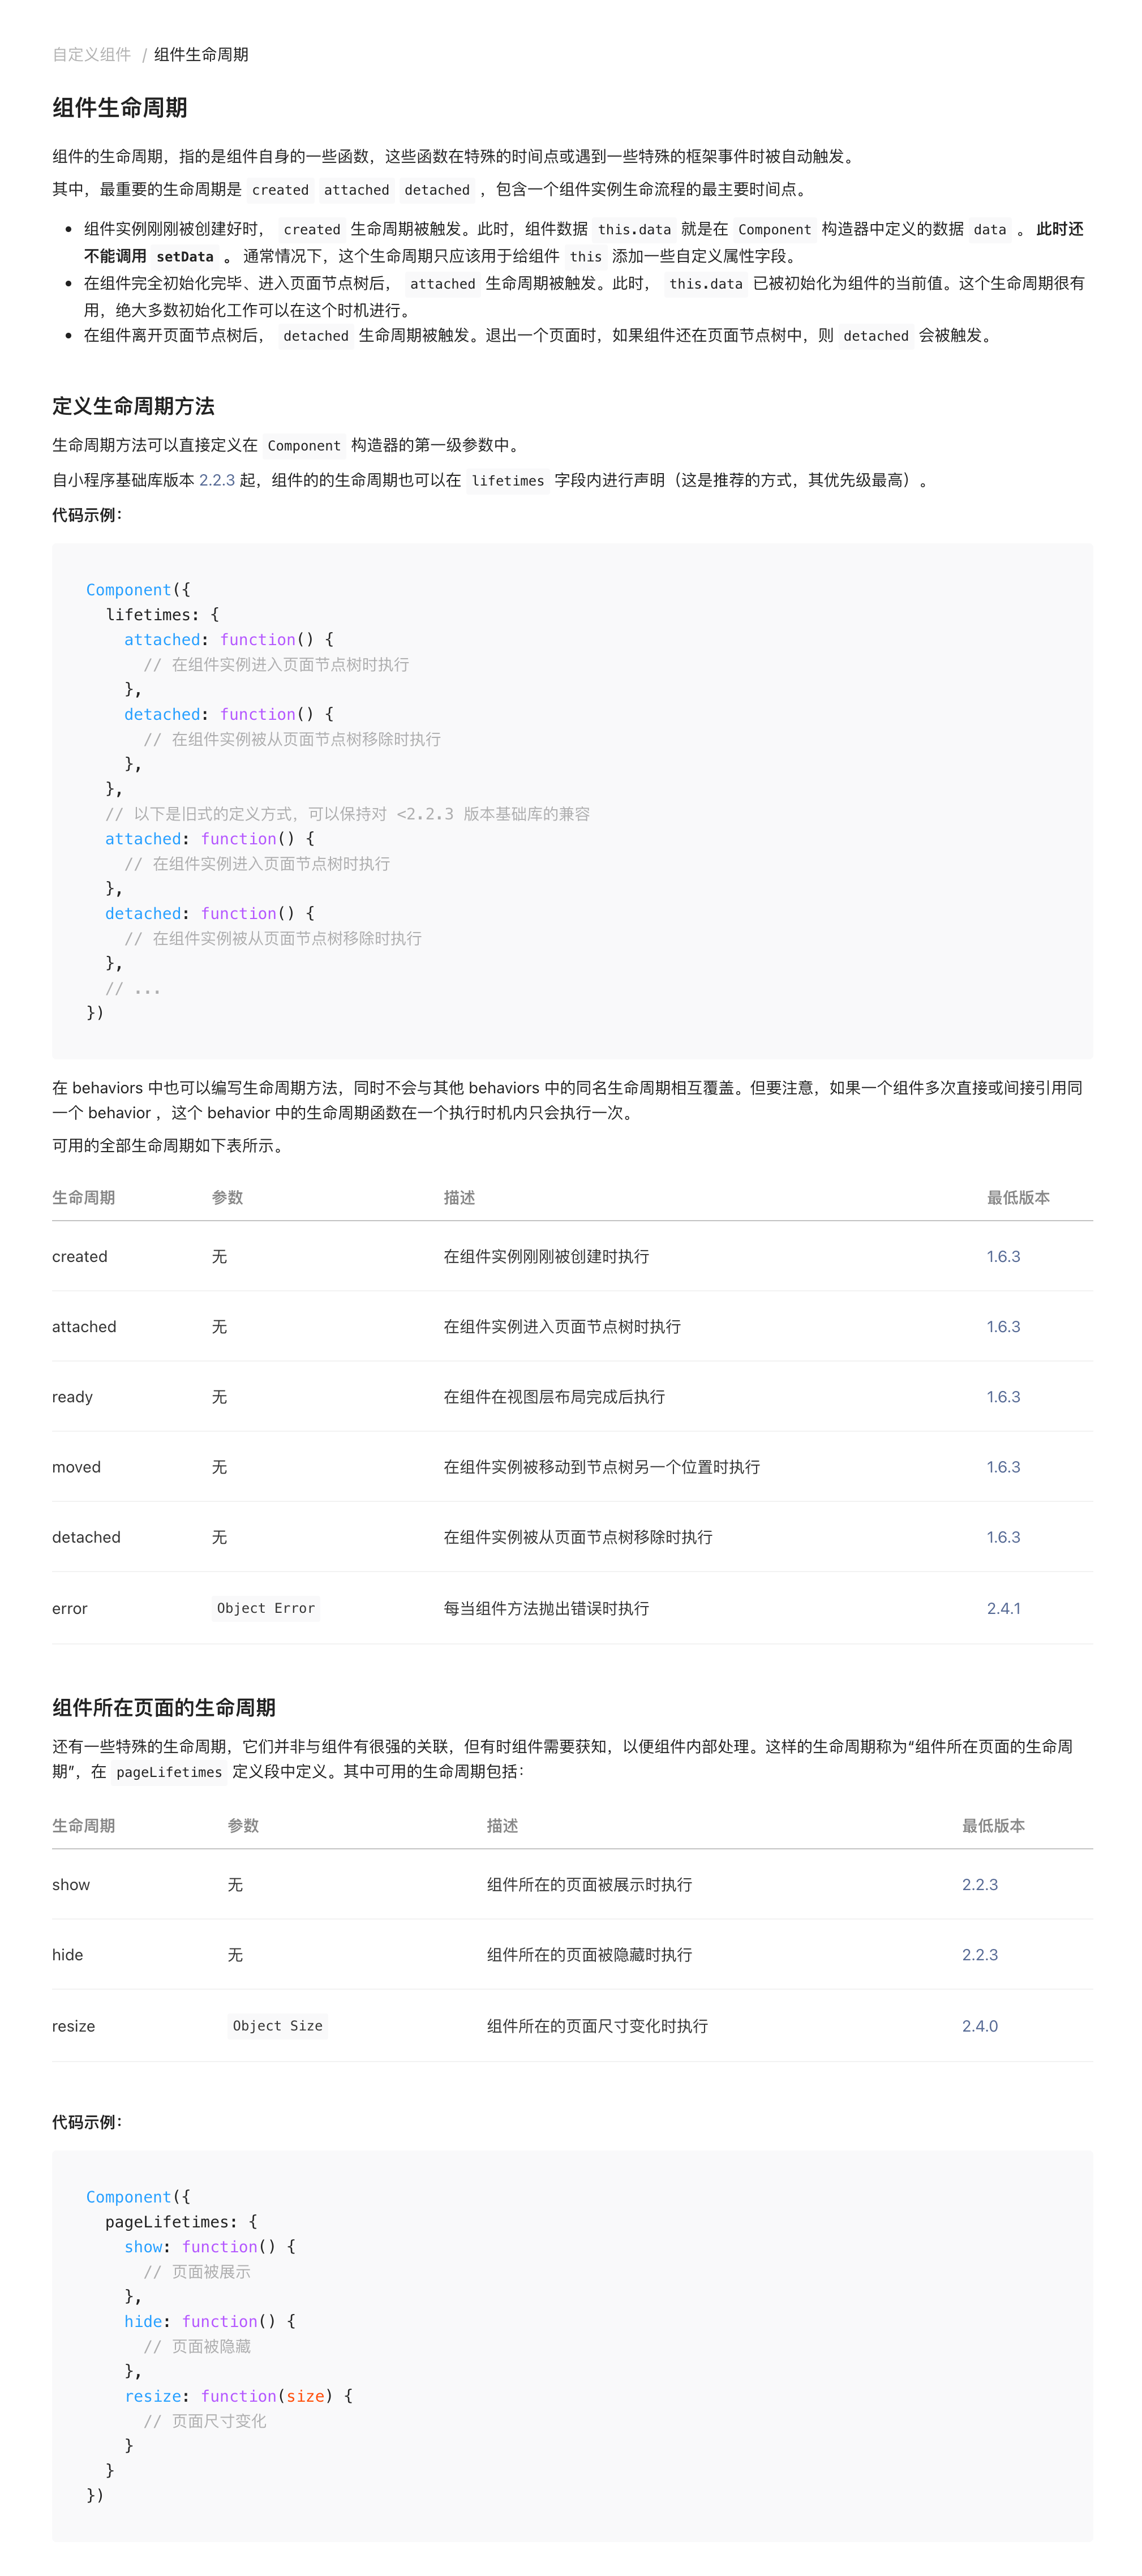 自定义组件 / 组件生命周期
组件生命周期
组件的生命周期，指的是组件自身的一些函数，这些函数在特殊的时间点或遇到一些特殊的框架事件时被自动触发。
其中，最重要的生命周期是 created attached detached ，包含一个组件实例生命流程的最主要时间点。
• 组件实例刚刚被创建好时， created 生命周期被触发。此时，组件数据 this.data 就是在 Component 构造器中定义的数据 data 。 此时还
不能调用 setData 。 通常情况下，这个生命周期只应该用于给组件 this 添加一些自定义属性字段。
• 在组件完全初始化完毕、进入页面节点树后， attached 生命周期被触发。此时， this.data 已被初始化为组件的当前值。这个生命周期很有
用，绝大多数初始化工作可以在这个时机进行。
• 在组件离开页面节点树后， detached 生命周期被触发。退出一个页面时，如果组件还在页面节点树中，则 detached 会被触发。
定义生命周期方法
生命周期方法可以直接定义在 Component 构造器的第一级参数中。
自小程序基础库版本 2.2.3 起，组件的的生命周期也可以在 lifetimes 字段内进行声明（这是推荐的方式，其优先级最高）。
代码示例：
Component({
  lifetimes: {
    attached: function() {
      // 在组件实例进入页面节点树时执行
    },
    detached: function() {
      // 在组件实例被从页面节点树移除时执行
    },
  },
  // 以下是旧式的定义方式，可以保持对 <2.2.3 版本基础库的兼容
  attached: function() {
    // 在组件实例进入页面节点树时执行
  },
  detached: function() {
    // 在组件实例被从页面节点树移除时执行
  },
  // ...
})
在 behaviors 中也可以编写生命周期方法，同时不会与其他 behaviors 中的同名生命周期相互覆盖。但要注意，如果一个组件多次直接或间接引用同
一个 behavior ，这个 behavior 中的生命周期函数在一个执行时机内只会执行一次。
可用的全部生命周期如下表所示。
生命周期 参数 描述 最低版本
created 无 在组件实例刚刚被创建时执行 1.6.3
attached 无 在组件实例进入页面节点树时执行 1.6.3
ready 无 在组件在视图层布局完成后执行 1.6.3
moved 无 在组件实例被移动到节点树另一个位置时执行 1.6.3
detached 无 在组件实例被从页面节点树移除时执行 1.6.3
error Object Error 每当组件方法抛出错误时执行 2.4.1
组件所在页面的生命周期
还有一些特殊的生命周期，它们并非与组件有很强的关联，但有时组件需要获知，以便组件内部处理。这样的生命周期称为“组件所在页面的生命周
期”，在 pageLifetimes 定义段中定义。其中可用的生命周期包括：
生命周期 参数 描述 最低版本
show 无 组件所在的页面被展示时执行 2.2.3
hide 无 组件所在的页面被隐藏时执行 2.2.3
resize Object Size 组件所在的页面尺寸变化时执行 2.4.0
代码示例：
Component({
  pageLifetimes: {
    show: function() {
      // 页面被展示
    },
    hide: function() {
      // 页面被隐藏
    },
    resize: function(size) {
      // 页面尺寸变化
    }
  }
})